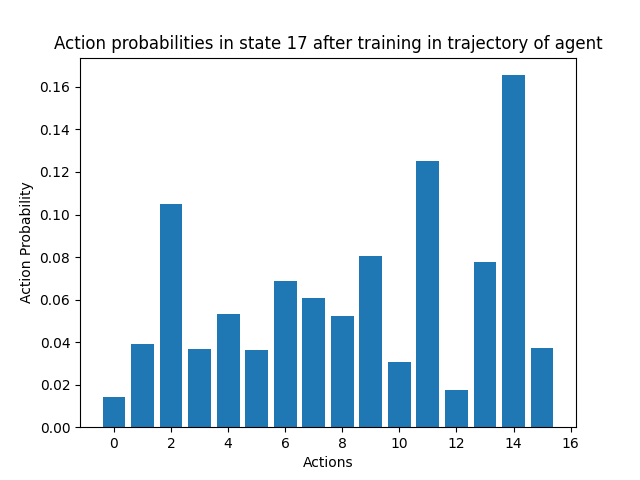 Action probabilities in state 17 after training in trajectory of agent
0.16
0.14
0.12
0.10
0.08
0.06
0.04
0.02
0.00
Action Probability
0 2 4 6 8 10 12 14 16
Actions